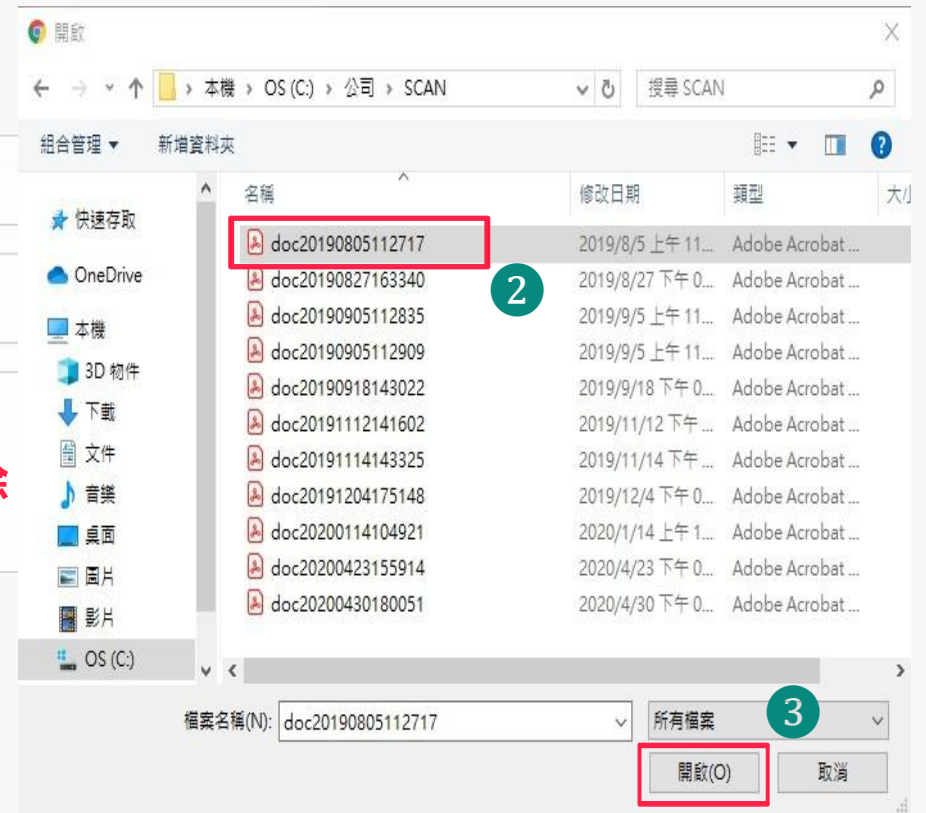 開啟
本機 › OS (C:) › 公司 › SCAN
搜尋 SCAN
組合管理
新增資料夾
名稱 修改日期 類型 大小
快速存取
OneDrive
本機
3D 物件
下載
文件
音樂
桌面
圖片
影片
OS (C:)
doc20190805112717 2019/8/5 上午 11... Adobe Acrobat ...
doc20190827163340 2019/8/27 下午 0... Adobe Acrobat ...
doc20190905112835 2019/9/5 上午 11... Adobe Acrobat ...
doc20190905112909 2019/9/5 上午 11... Adobe Acrobat ...
doc20190918143022 2019/9/18 下午 0... Adobe Acrobat ...
doc20191112141602 2019/11/12 下午 ... Adobe Acrobat ...
doc20191114143325 2019/11/14 下午 ... Adobe Acrobat ...
doc20191204175148 2019/12/4 下午 0... Adobe Acrobat ...
doc20200114104921 2020/1/14 上午 1... Adobe Acrobat ...
doc20200423155914 2020/4/23 下午 0... Adobe Acrobat ...
doc20200430180051 2020/4/30 下午 0... Adobe Acrobat ...
2
檔案名稱(N): doc20190805112717
所有檔案
3
開啟(O)
取消